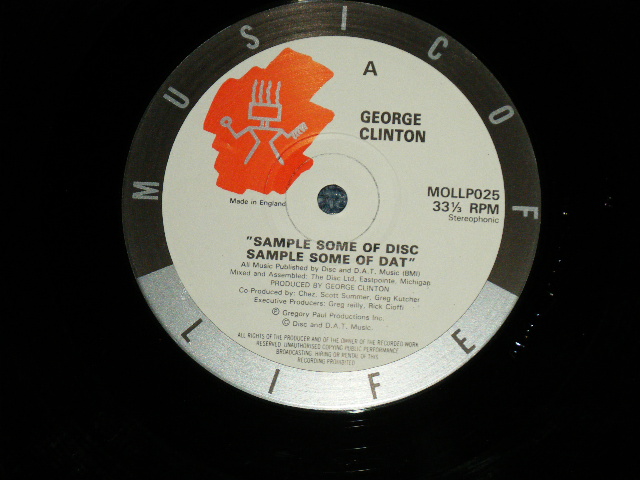 MUSIC OF LIFE
A
GEORGE
CLINTON
Made in England
MOLLP025
33⅓ RPM
Stereophonic
"SAMPLE SOME OF DISC
SAMPLE SOME OF DAT"
All Music Published by Disc and D.A.T. Music (BMI)
Mixed and Assembled: The Disc Ltd, Eastpointe, Michigan
PRODUCED BY GEORGE CLINTON
Co-Produced by: Chez, Scott Summer, Greg Kutcher
Executive Producers: Greg reilly, Rick Cioffi
℗ Gregory Paul Productions Inc.
© Disc and D.A.T. Music.
ALL RIGHTS OF THE PRODUCER AND OF THE OWNER OF THE RECORDED WORK
RESERVED. UNAUTHORISED COPYING PUBLIC PERFORMANCE
BROADCASTING, HIRING OR RENTAL OF THIS
RECORDING PROHIBITED